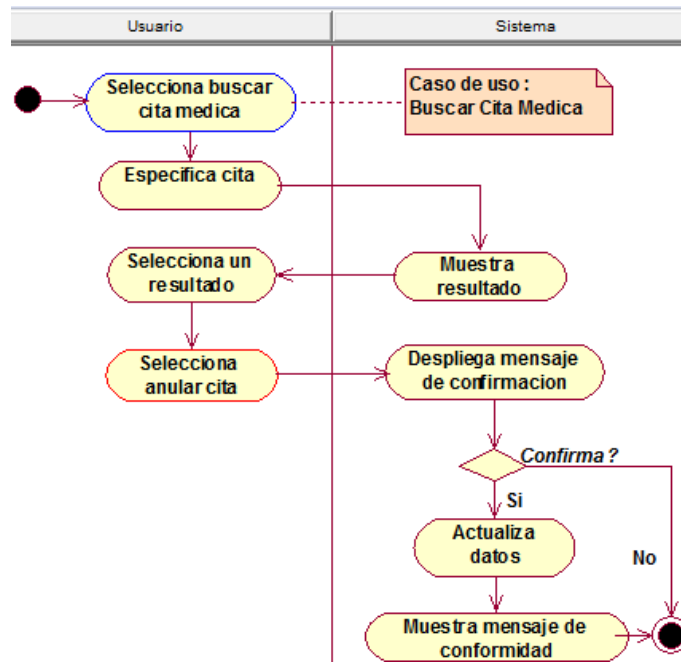 Usuario
Sistema
Selecciona buscar
cita medica
Caso de uso :
Buscar Cita Medica
Especifica cita
Selecciona un
resultado
Muestra
resultado
Selecciona
anular cita
Despliega mensaje
de confirmacion
Confirma ?
Si
Actualiza
datos
No
Muestra mensaje de
conformidad